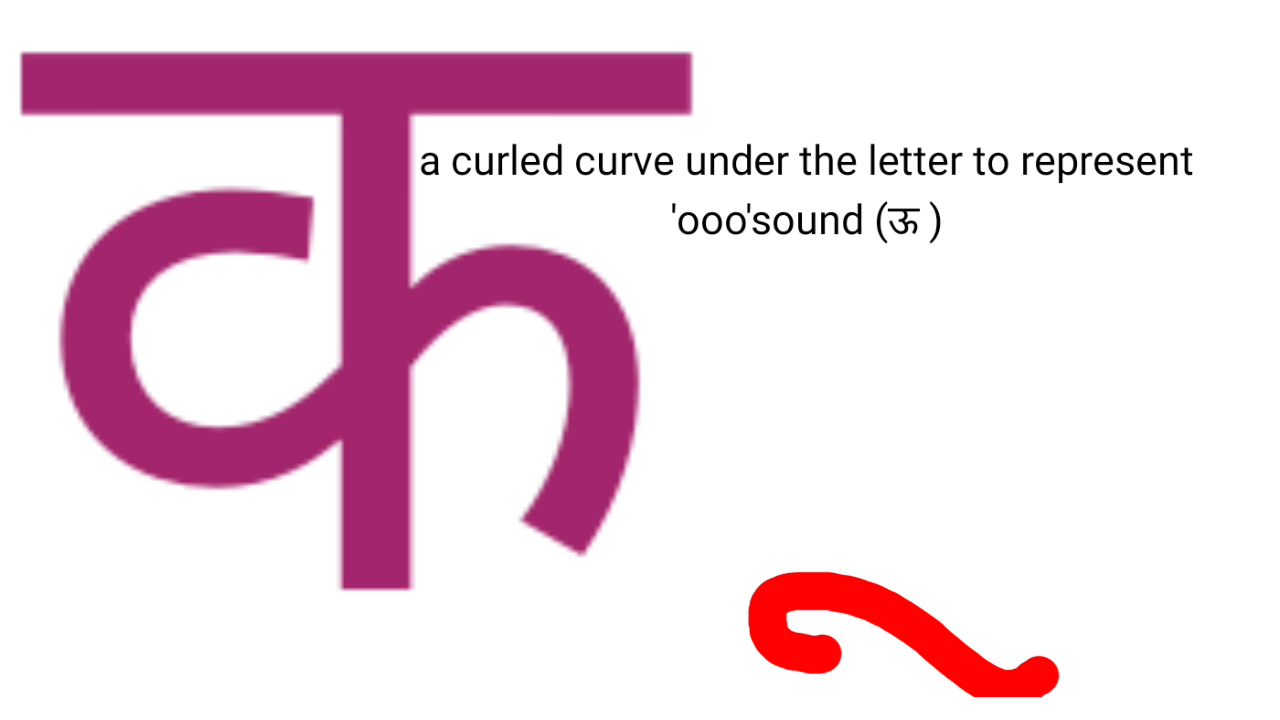 क
a curled curve under the letter to represent
'ooo'sound (ऊ )
ू